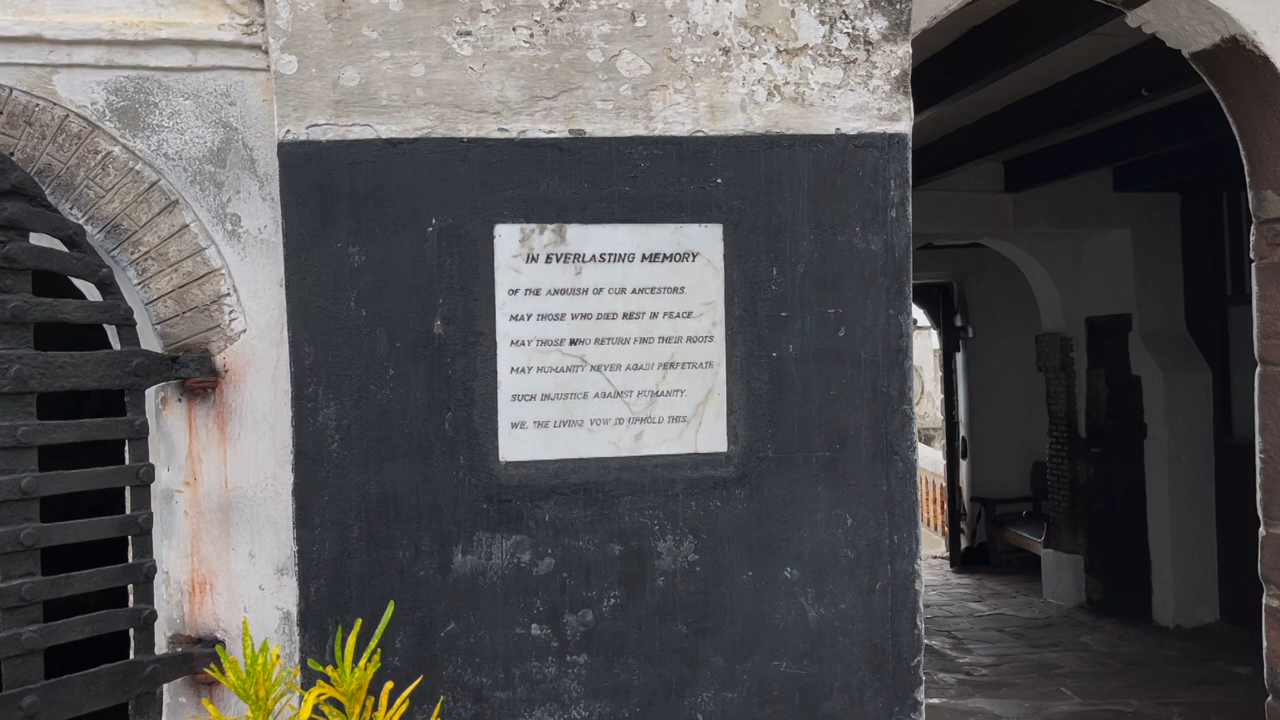 IN EVERLASTING MEMORY
OF THE ANGUISH OF OUR ANCESTORS.
MAY THOSE WHO DIED REST IN PEACE.
MAY THOSE WHO RETURN FIND THEIR ROOTS.
MAY HUMANITY NEVER AGAIN PERPETRATE
SUCH INJUSTICE AGAINST HUMANITY.
WE, THE LIVING, VOW TO UPHOLD THIS.